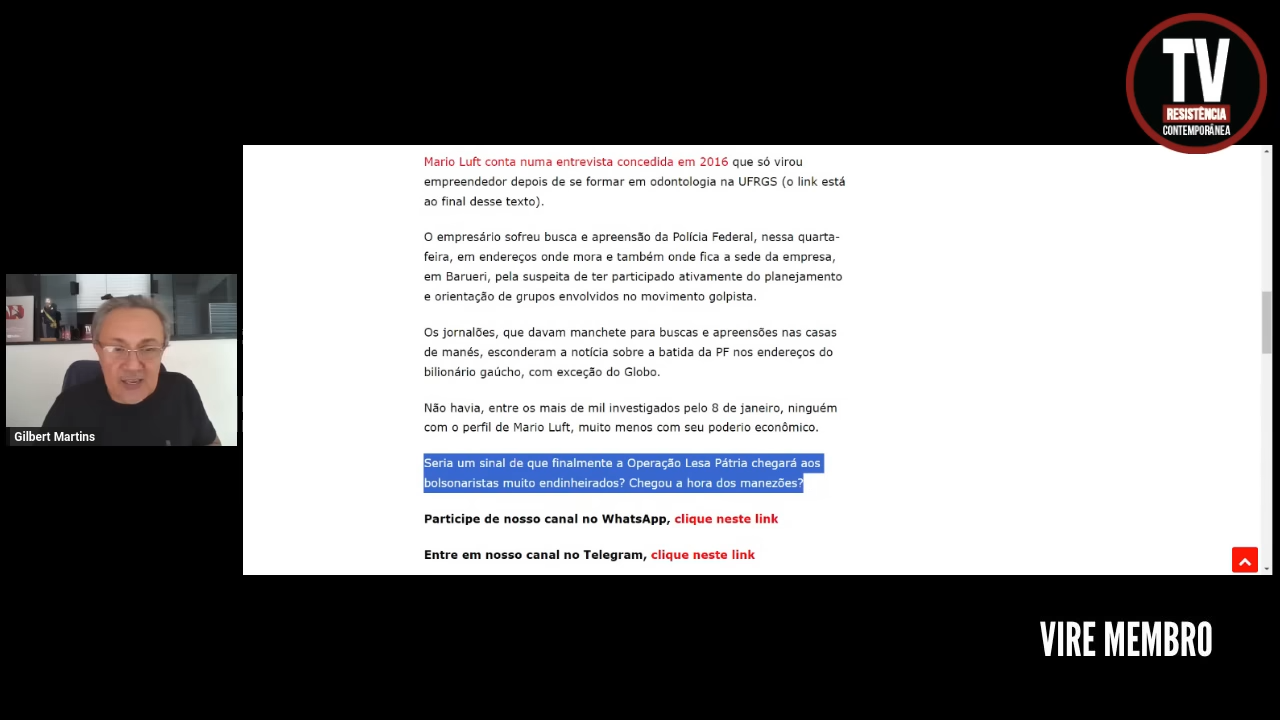 TV
RESISTÊNCIA
CONTEMPORÂNEA
Mario Luft conta numa entrevista concedida em 2016 que só virou
empreendedor depois de se formar em odontologia na UFRGS (o link está
ao final desse texto).
O empresário sofreu busca e apreensão da Polícia Federal, nessa quarta-
feira, em endereços onde mora e também onde fica a sede da empresa,
em Barueri, pela suspeita de ter participado ativamente do planejamento
e orientação de grupos envolvidos no movimento golpista.
Os jornalões, que davam manchete para buscas e apreensões nas casas
de manés, esconderam a notícia sobre a batida da PF nos endereços do
bilionário gaúcho, com exceção do Globo.
Não havia, entre os mais de mil investigados pelo 8 de janeiro, ninguém
com o perfil de Mario Luft, muito menos com seu poderio econômico.
Seria um sinal de que finalmente a Operação Lesa Pátria chegará aos
bolsonaristas muito endinheirados? Chegou a hora dos manezões?
Participe de nosso canal no WhatsApp, clique neste link
Entre em nosso canal no Telegram, clique neste link
Gilbert Martins
VIRE MEMBRO